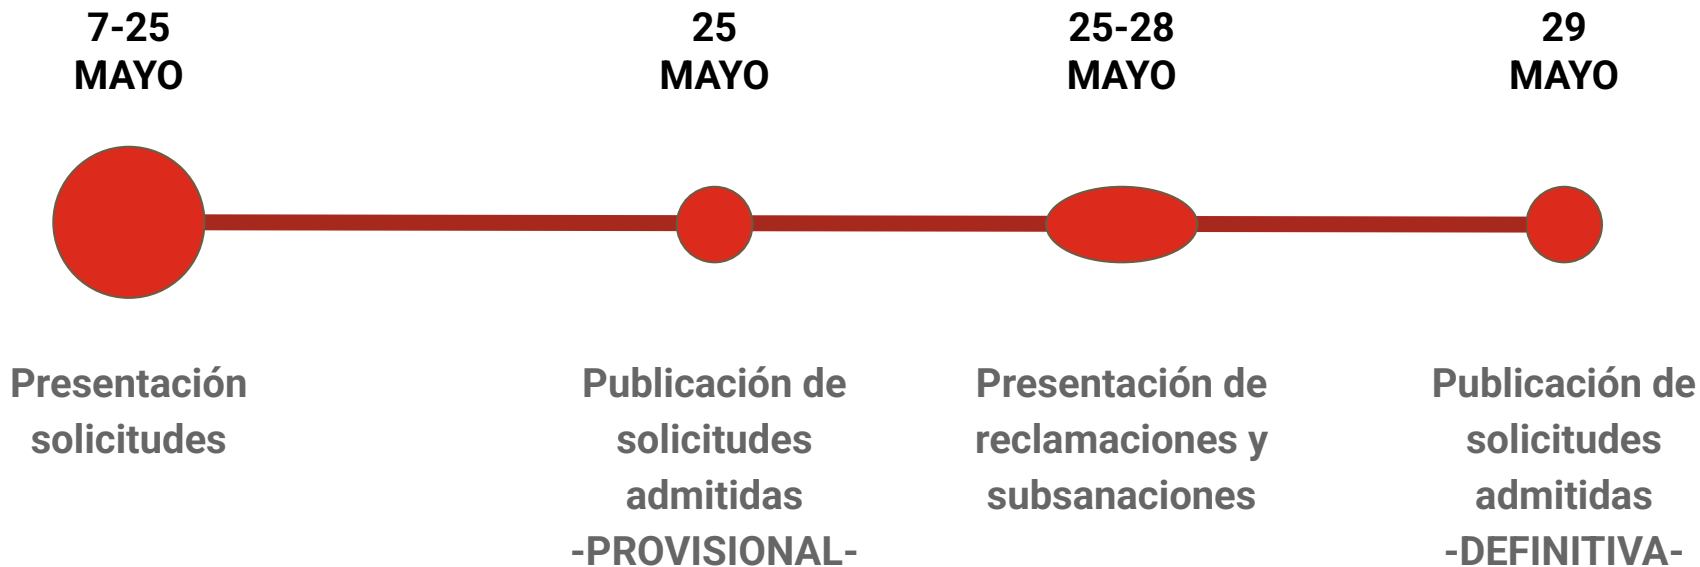 7-25
MAYO
25
MAYO
25-28
MAYO
29
MAYO
Presentación
solicitudes
Publicación de
solicitudes
admitidas
-PROVISIONAL-
Presentación de
reclamaciones y
subsanaciones
Publicación de
solicitudes
admitidas
-DEFINITIVA-